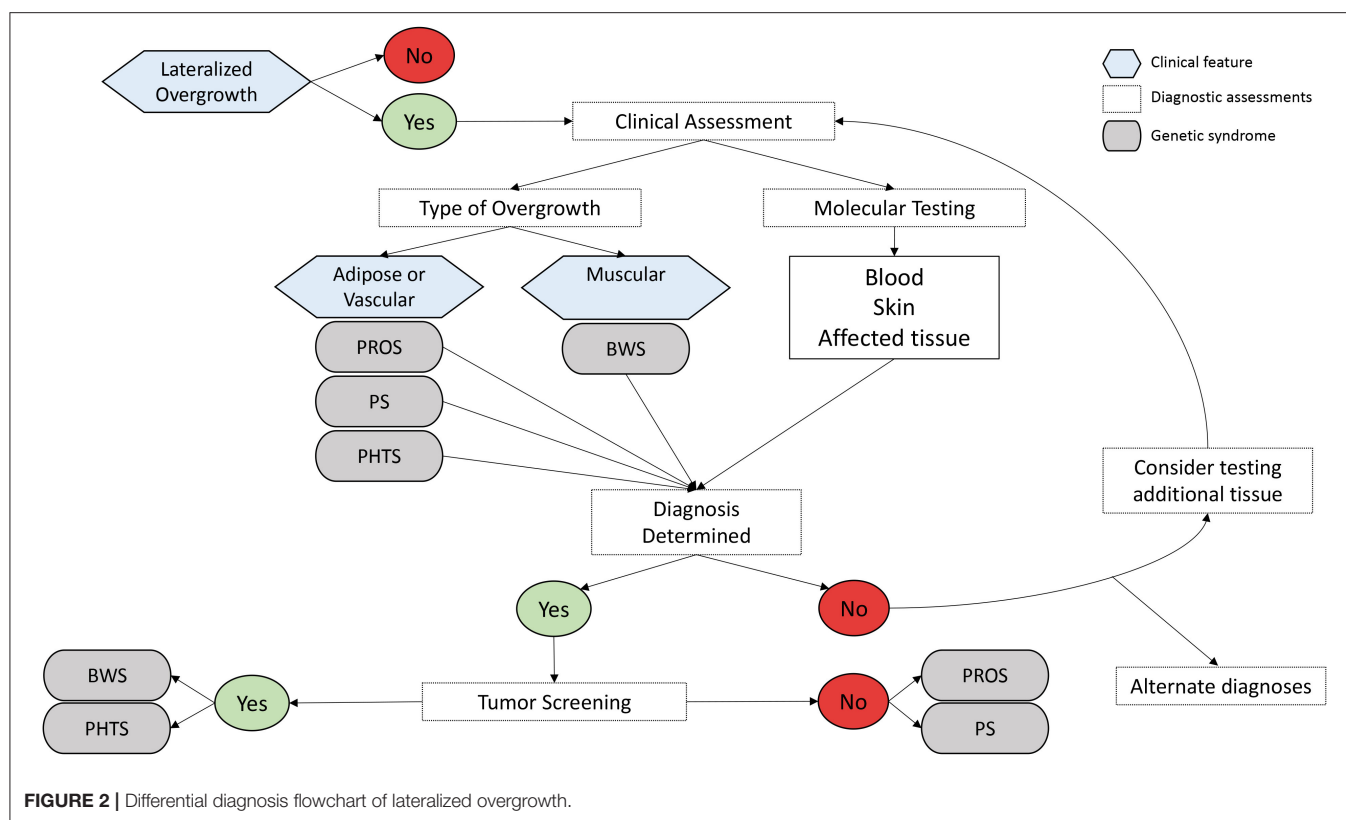 No
Lateralized
Overgrowth
Clinical feature
Diagnostic assessments
Genetic syndrome
Yes
Clinical Assessment
Type of Overgrowth
Molecular Testing
Adipose or
Vascular
Muscular
Blood
Skin
Affected tissue
PROS
BWS
PS
PHTS
Consider testing
additional tissue
Diagnosis
Determined
Yes
No
BWS
PHTS
Yes
Tumor Screening
No
PROS
PS
Alternate diagnoses
FIGURE 2 | Differential diagnosis flowchart of lateralized overgrowth.